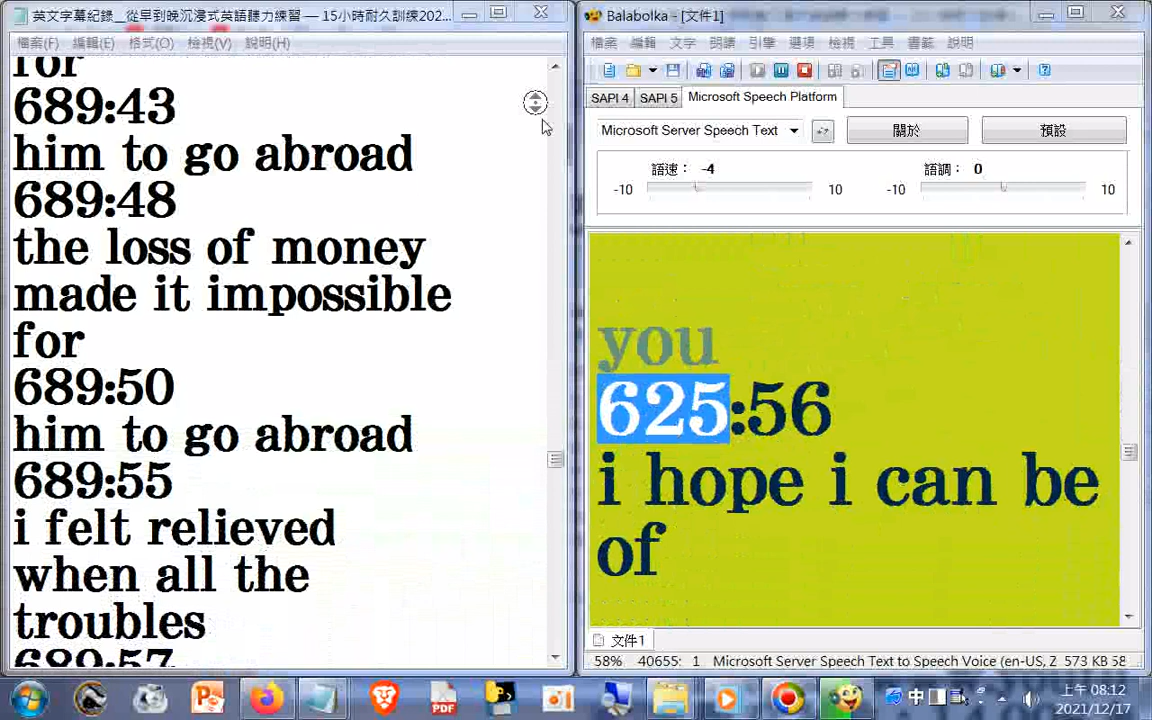 英文字幕紀錄__從早到晚沉浸式英語聽力練習 — 15小時耐久訓練202...
檔案(F) 編輯(E) 格式(O) 檢視(V) 說明(H)
for
689:43
him to go abroad
689:48
the loss of money
made it impossible
for
689:50
him to go abroad
689:55
i felt relieved
when all the
troubles
689:57
Balabolka - [文件1]
檔案 編輯 文字 朗讀 引擎 選項 檢視 工具 書籤 說明
SAPI 4 SAPI 5 Microsoft Speech Platform
Microsoft Server Speech Text 關於 預設
語速： -4 語調： 0
-10 10 -10 10
you
625:56
i hope i can be
of
文件1
58% 40655: 1 Microsoft Server Speech Text to Speech Voice (en-US, Z 573 KB 58
PDF
中
上午 08:12
2021/12/17